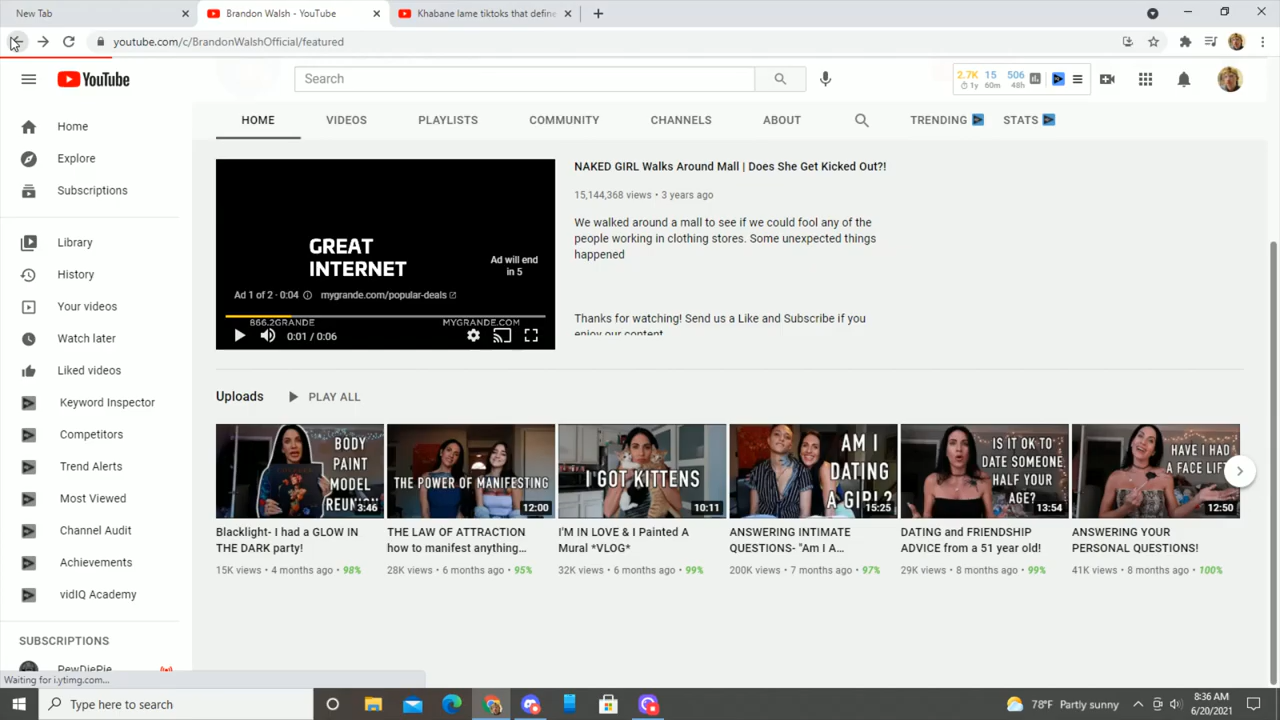 New Tab
Brandon Walsh - YouTube
Khabane lame tiktoks that define
youtube.com/c/BrandonWalshOfficial/featured
YouTube
Search
2.7K 15 506
1y 60m 48h
HOME VIDEOS PLAYLISTS COMMUNITY CHANNELS ABOUT TRENDING STATS
Home
Explore
Subscriptions
Library
History
Your videos
Watch later
Liked videos
Keyword Inspector
Competitors
Trend Alerts
Most Viewed
Channel Audit
Achievements
vidIQ Academy
SUBSCRIPTIONS
PewDiePie
GREAT
INTERNET
Ad will end
in 5
Ad 1 of 2 · 0:04 mygrande.com/popular-deals
866.2GRANDE MYGRANDE.COM
0:01 / 0:06
NAKED GIRL Walks Around Mall | Does She Get Kicked Out?!
15,144,368 views • 3 years ago
We walked around a mall to see if we could fool any of the
people working in clothing stores. Some unexpected things
happened
Thanks for watching! Send us a Like and Subscribe if you
enjoy our content
Uploads PLAY ALL
BODY
PAINT
MODEL
REUNION
3:46
Blacklight- I had a GLOW IN
THE DARK party!
15K views • 4 months ago • 98%
THE POWER OF MANIFESTING
12:00
THE LAW OF ATTRACTION
how to manifest anything...
28K views • 6 months ago • 95%
I GOT KITTENS
10:11
I'M IN LOVE & I Painted A
Mural *VLOG*
32K views • 6 months ago • 99%
AM I
DATING
A GIRL?
15:25
ANSWERING INTIMATE
QUESTIONS- "Am I A...
200K views • 7 months ago • 97%
IS IT OK TO
DATE SOMEONE
HALF YOUR
AGE?
13:54
DATING and FRIENDSHIP
ADVICE from a 51 year old!
29K views • 8 months ago • 99%
HAVE I HAD
A FACE LIFT
12:50
ANSWERING YOUR
PERSONAL QUESTIONS!
41K views • 8 months ago • 100%
Waiting for i.ytimg.com...
Type here to search
78°F Partly sunny
8:36 AM
6/20/2021